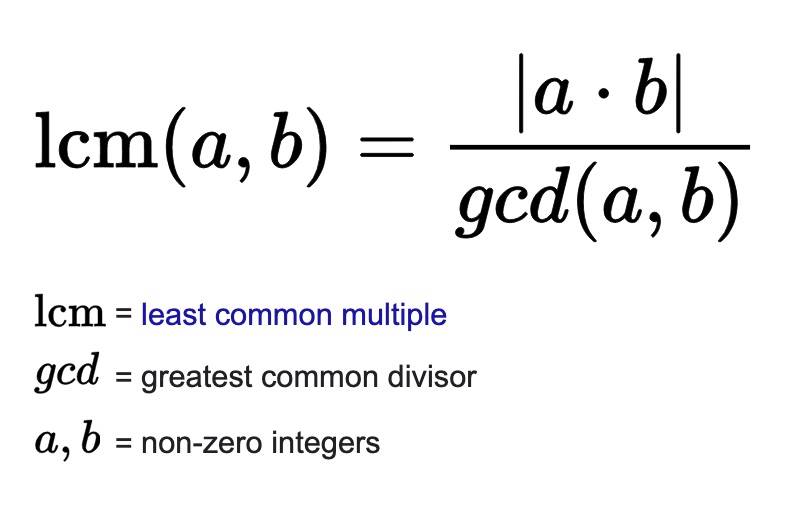 lcm(a, b) = |a · b| / gcd(a, b)
lcm = least common multiple
gcd = greatest common divisor
a, b = non-zero integers